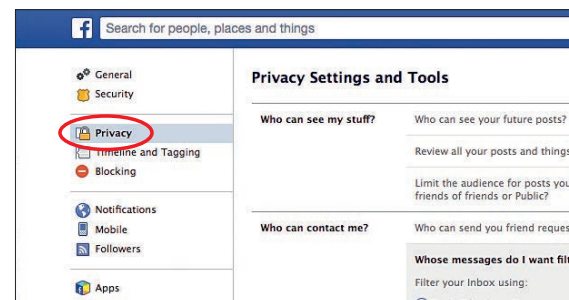 f Search for people, places and things
General
Security
Privacy
Timeline and Tagging
Blocking
Notifications
Mobile
Followers
Apps
Privacy Settings and Tools
Who can see my stuff? Who can see your future posts?
Review all your posts and things
Limit the audience for posts you
friends of friends or Public?
Who can contact me? Who can send you friend reques
Whose messages do I want filt
Filter your Inbox using: